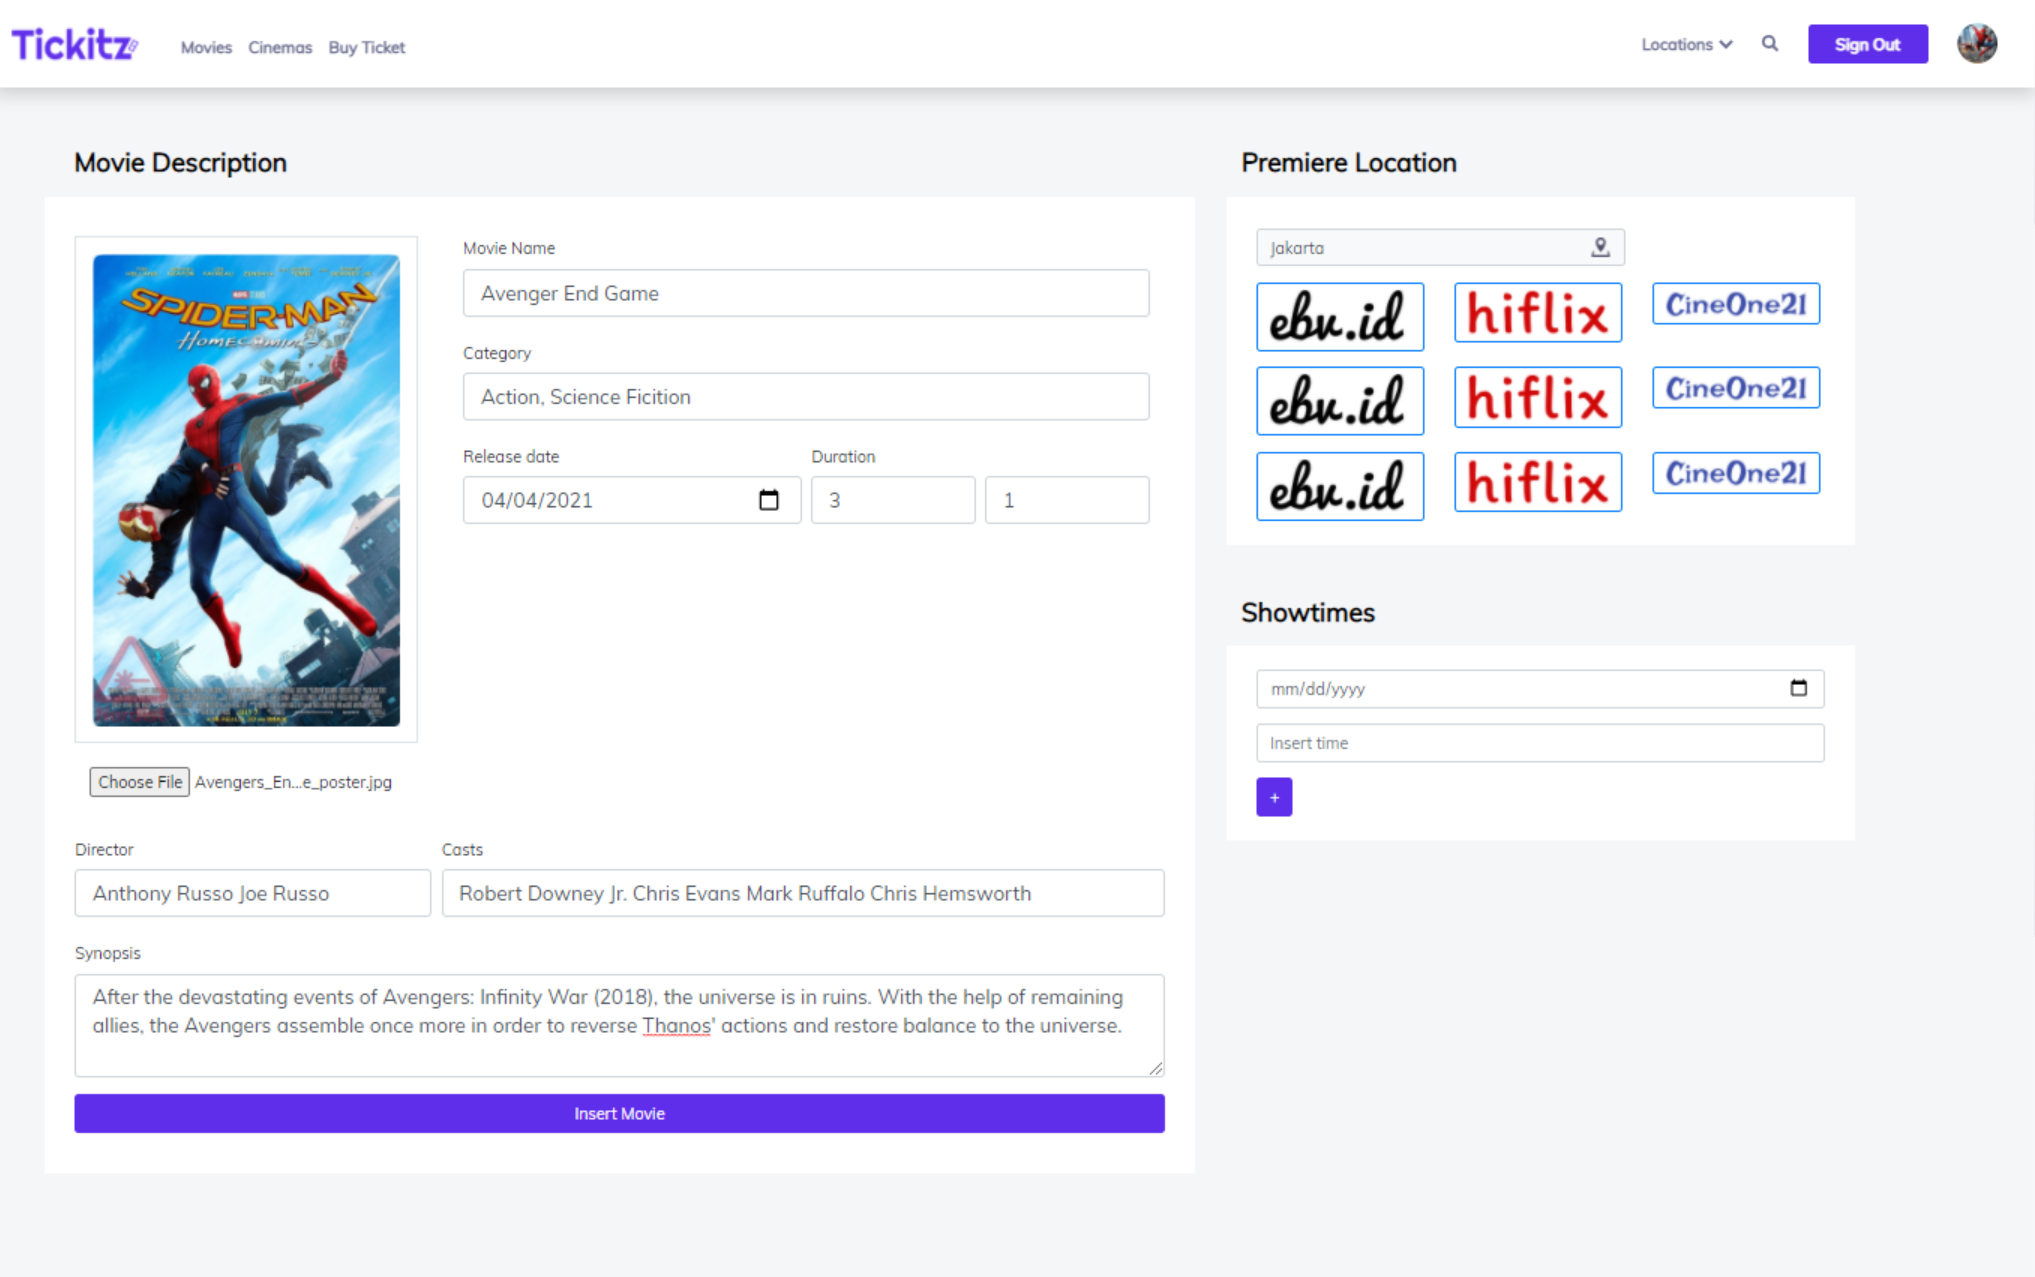 Tickitz
Movies Cinemas Buy Ticket
Locations
Sign Out
Movie Description
SPIDER-MAN
HOMECOMING
Choose File Avengers_En...e_poster.jpg
Movie Name
Avenger End Game
Category
Action, Science Ficition
Release date
Duration
04/04/2021
3
1
Director
Casts
Anthony Russo Joe Russo
Robert Downey Jr. Chris Evans Mark Ruffalo Chris Hemsworth
Synopsis
After the devastating events of Avengers: Infinity War (2018), the universe is in ruins. With the help of remaining
allies, the Avengers assemble once more in order to reverse Thanos' actions and restore balance to the universe.
Insert Movie
Premiere Location
Jakarta
ebv.id hiflix CineOne21
ebv.id hiflix CineOne21
ebv.id hiflix CineOne21
Showtimes
mm/dd/yyyy
Insert time
+